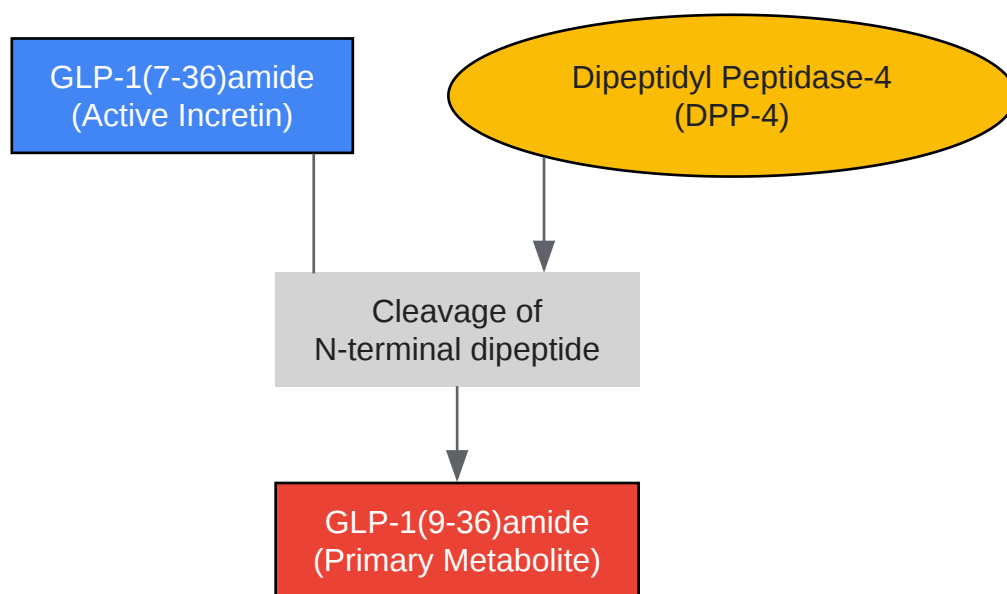 GLP-1(7-36)amide
(Active Incretin)
Dipeptidyl Peptidase-4
(DPP-4)
Cleavage of
N-terminal dipeptide
GLP-1(9-36)amide
(Primary Metabolite)